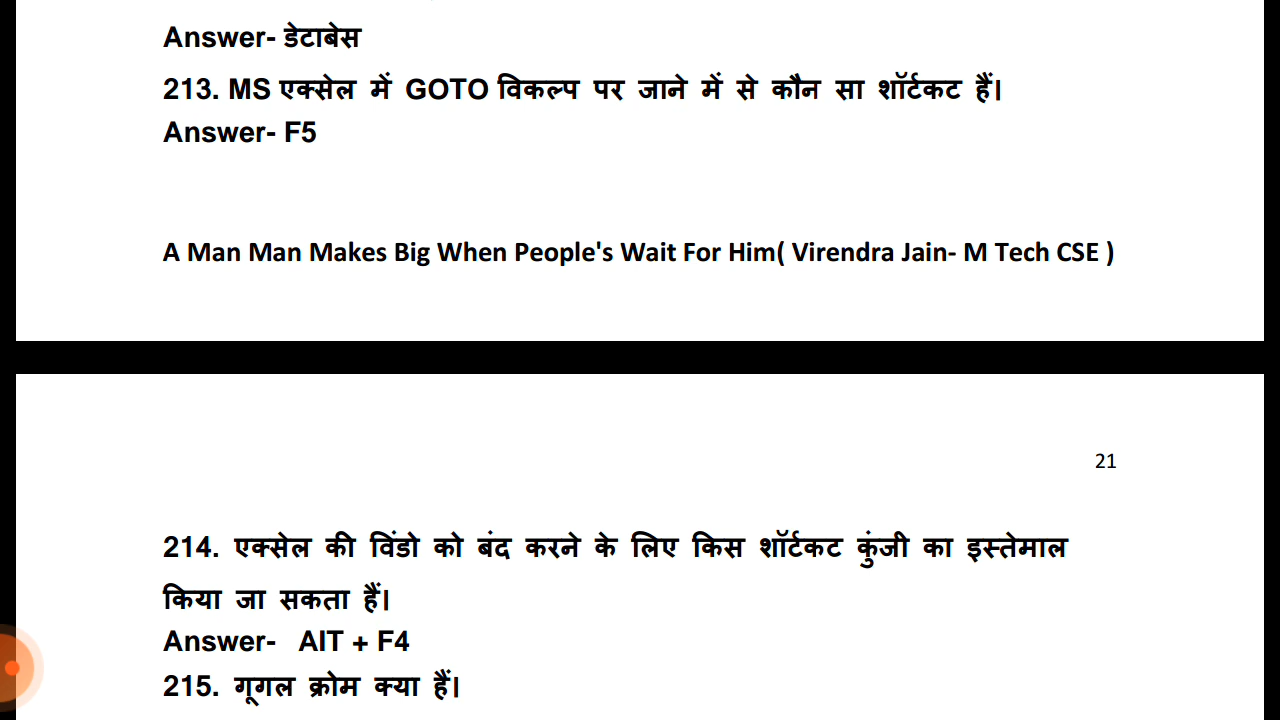 Answer- डेटाबेस
213. MS एक्सेल में GOTO विकल्प पर जाने में से कौन सा शॉर्टकट हैं।
Answer- F5
A Man Man Makes Big When People's Wait For Him( Virendra Jain- M Tech CSE )
21
214. एक्सेल की विंडो को बंद करने के लिए किस शॉर्टकट कुंजी का इस्तेमाल
किया जा सकता हैं।
Answer- AIT + F4
215. गूगल क्रोम क्या हैं।